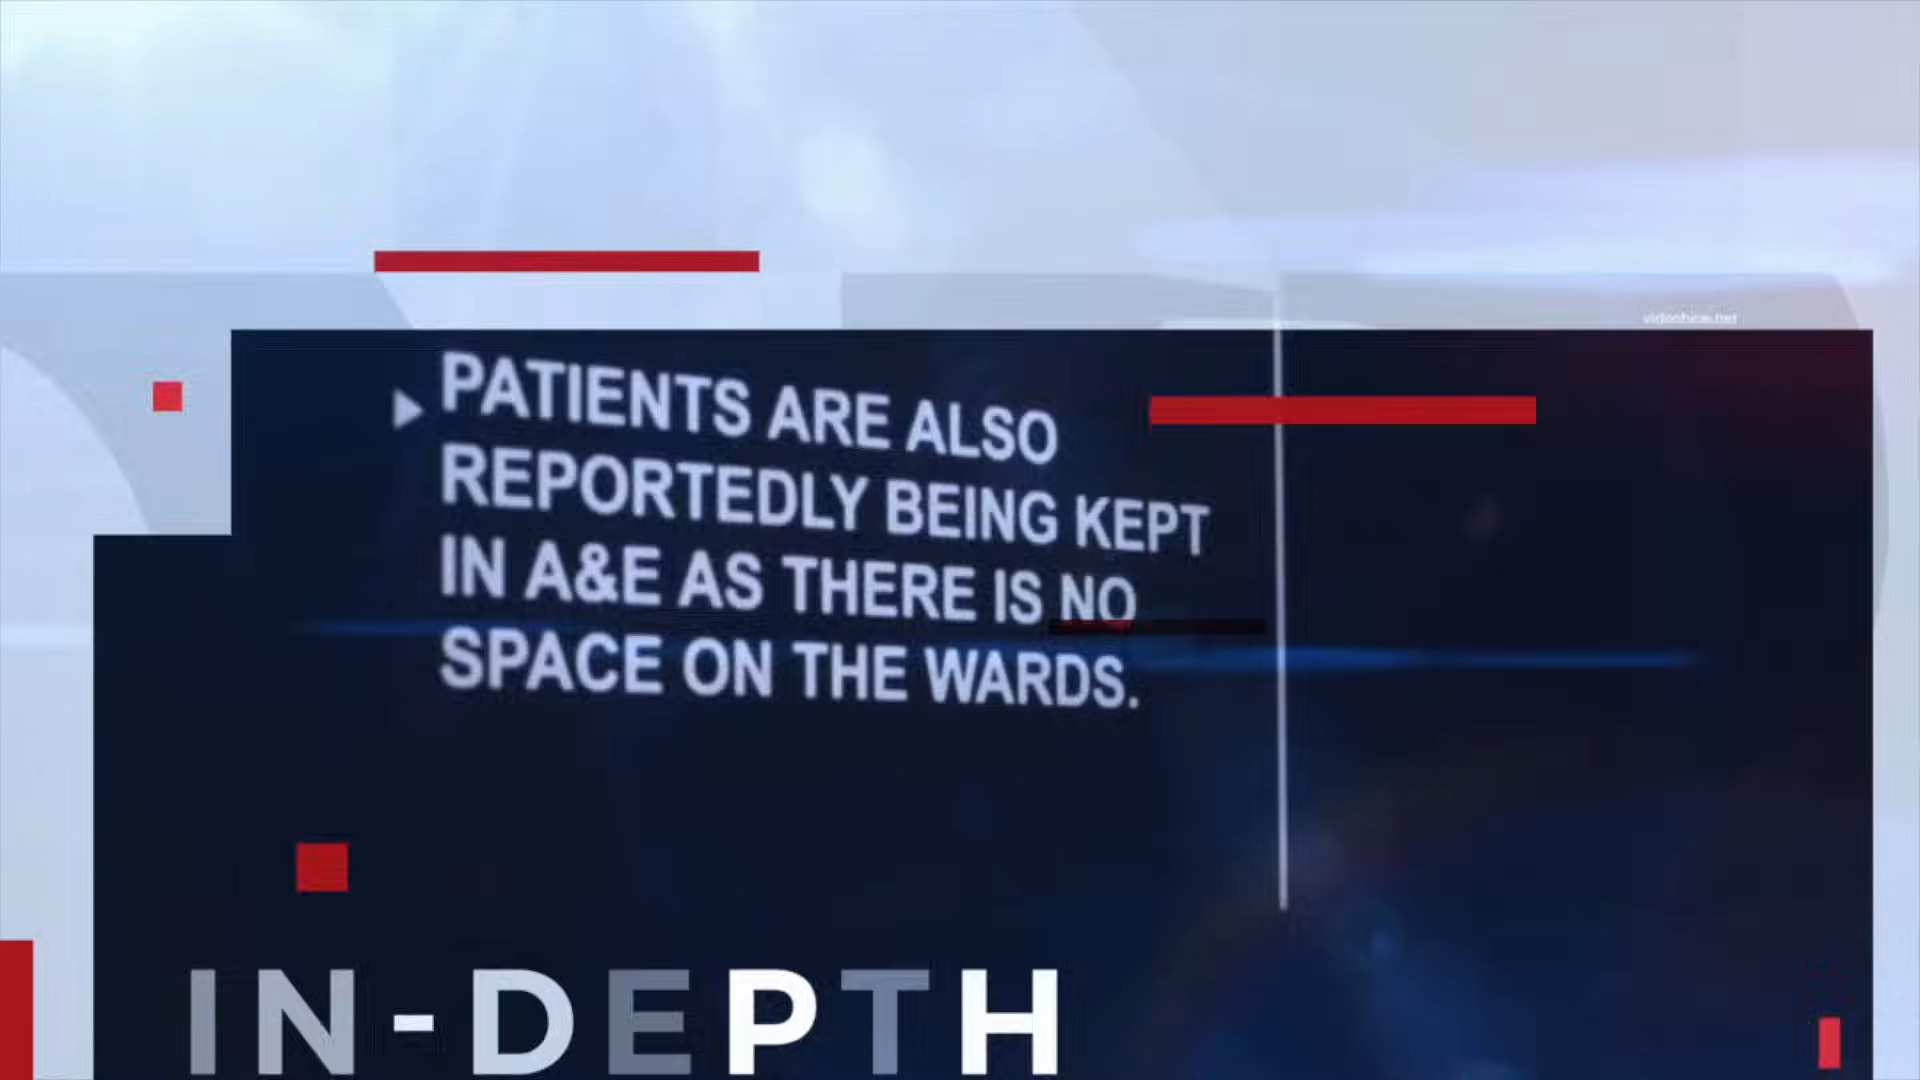 PATIENTS ARE ALSO
REPORTEDLY BEING KEPT
IN A&E AS THERE IS NO
SPACE ON THE WARDS.
IN-DEPTH